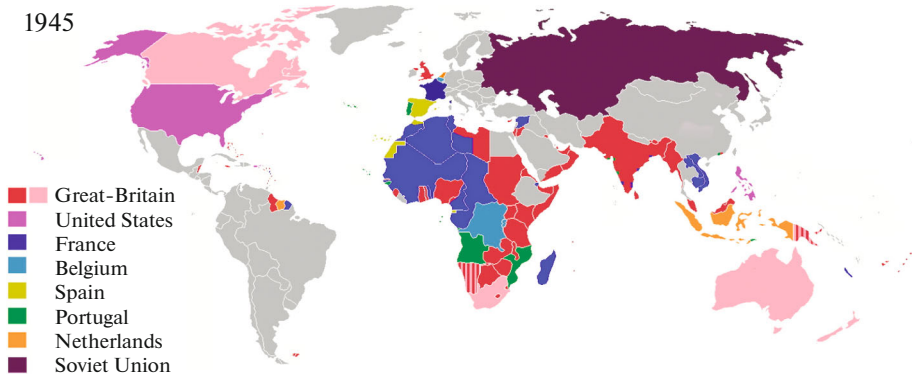 1945
Great-Britain
United States
France
Belgium
Spain
Portugal
Netherlands
Soviet Union